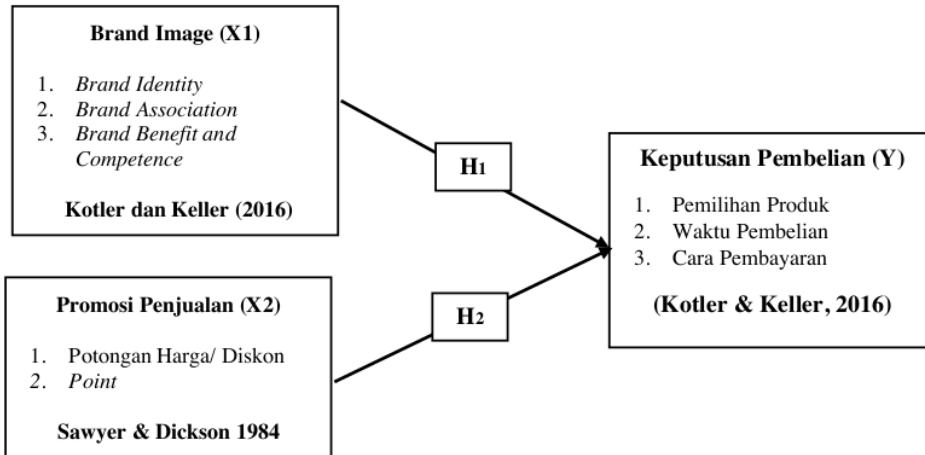 Brand Image (X1)
1. Brand Identity
2. Brand Association
3. Brand Benefit and
Competence
Kotler dan Keller (2016)
H1
Keputusan Pembelian (Y)
1. Pemilihan Produk
2. Waktu Pembelian
3. Cara Pembayaran
(Kotler & Keller, 2016)
Promosi Penjualan (X2)
1. Potongan Harga/ Diskon
2. Point
Sawyer & Dickson 1984
H2